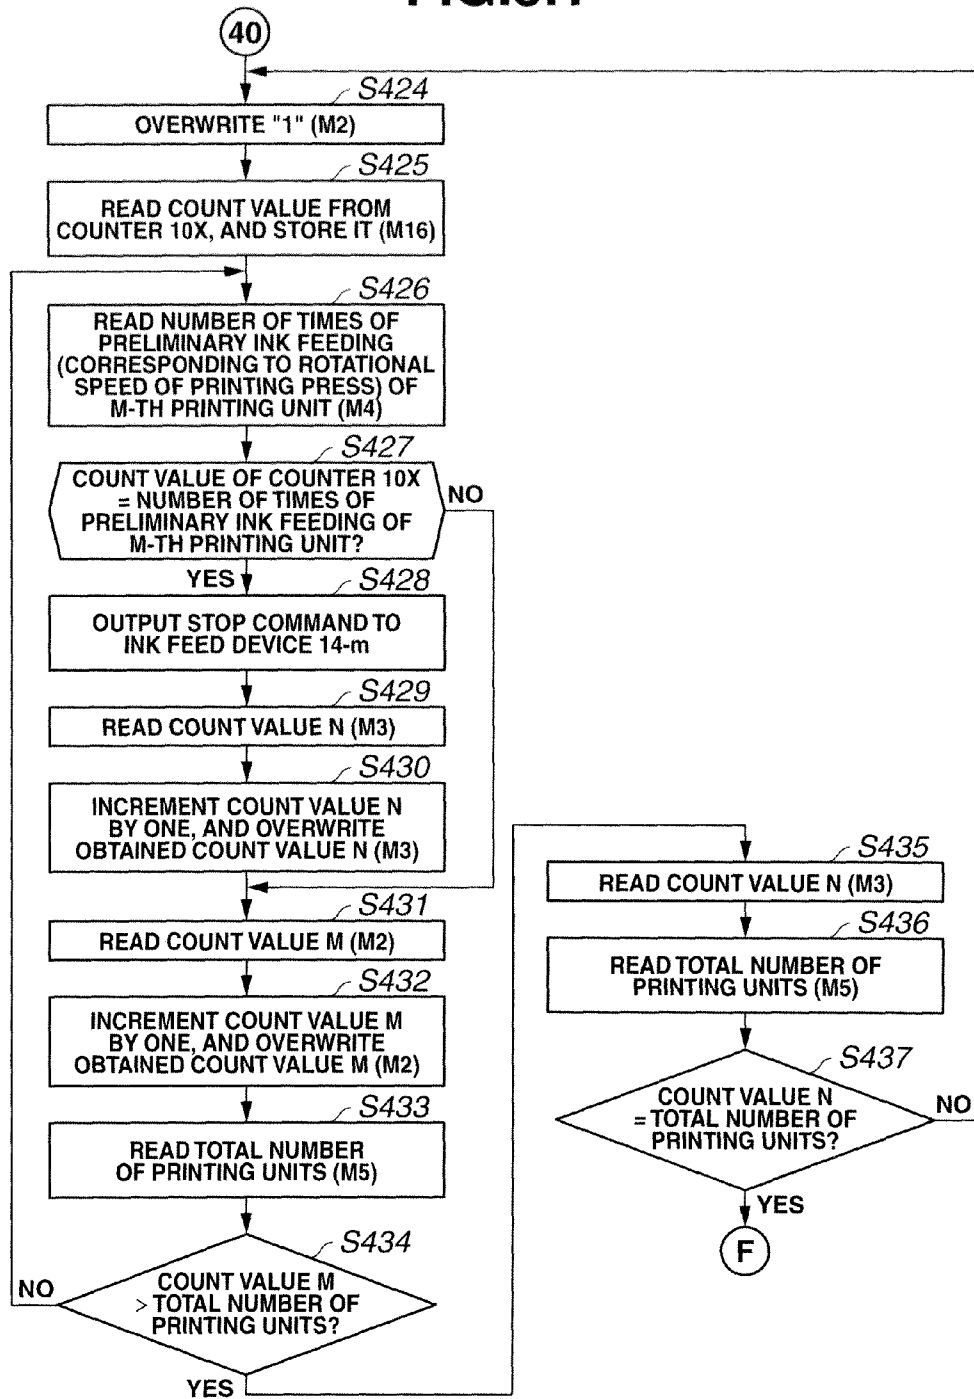 40
S424
OVERWRITE "1" (M2)
S425
READ COUNT VALUE FROM
COUNTER 10X, AND STORE IT (M16)
S426
READ NUMBER OF TIMES OF
PRELIMINARY INK FEEDING
(CORRESPONDING TO ROTATIONAL
SPEED OF PRINTING PRESS) OF
M-TH PRINTING UNIT (M4)
S427
COUNT VALUE OF COUNTER 10X
= NUMBER OF TIMES OF
PRELIMINARY INK FEEDING OF
M-TH PRINTING UNIT?
NO
YES
S428
OUTPUT STOP COMMAND TO
INK FEED DEVICE 14-m
S429
READ COUNT VALUE N (M3)
S430
INCREMENT COUNT VALUE N
BY ONE, AND OVERWRITE
OBTAINED COUNT VALUE N (M3)
S431
READ COUNT VALUE M (M2)
S432
INCREMENT COUNT VALUE M
BY ONE, AND OVERWRITE
OBTAINED COUNT VALUE M (M2)
S433
READ TOTAL NUMBER
OF PRINTING UNITS (M5)
S434
NO
COUNT VALUE M
> TOTAL NUMBER OF
PRINTING UNITS?
YES
S435
READ COUNT VALUE N (M3)
S436
READ TOTAL NUMBER OF
PRINTING UNITS (M5)
S437
COUNT VALUE N
= TOTAL NUMBER OF
PRINTING UNITS?
NO
YES
F